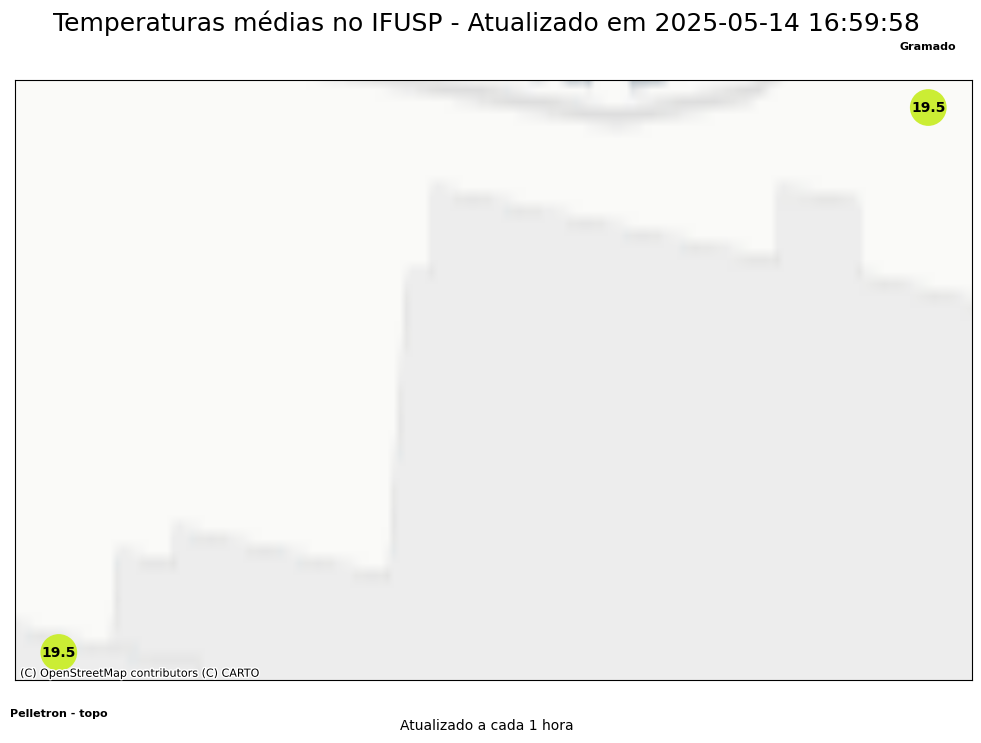 Temperaturas médias no IFUSP - Atualizado em 2025-05-14 16:59:58
Gramado
19.5
19.5
(C) OpenStreetMap contributors (C) CARTO
Pelletron - topo
Atualizado a cada 1 hora